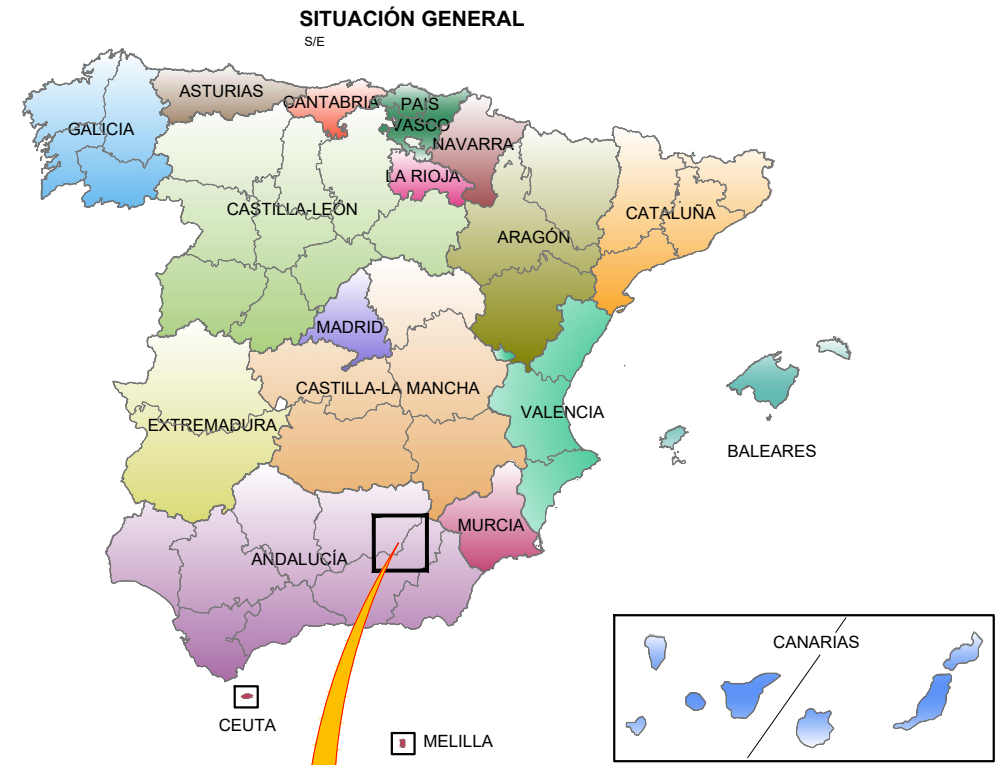 SITUACIÓN GENERAL
S/E
ASTURIAS
CANTABRIA
PAIS
VASCO
GALICIA
NAVARRA
LA RIOJA
CASTILLA-LEÓN
CATALUÑA
ARAGÓN
MADRID
CASTILLA-LA MANCHA
VALENCIA
EXTREMADURA
BALEARES
MURCIA
ANDALUCÍA
CANARIAS
CEUTA
MELILLA